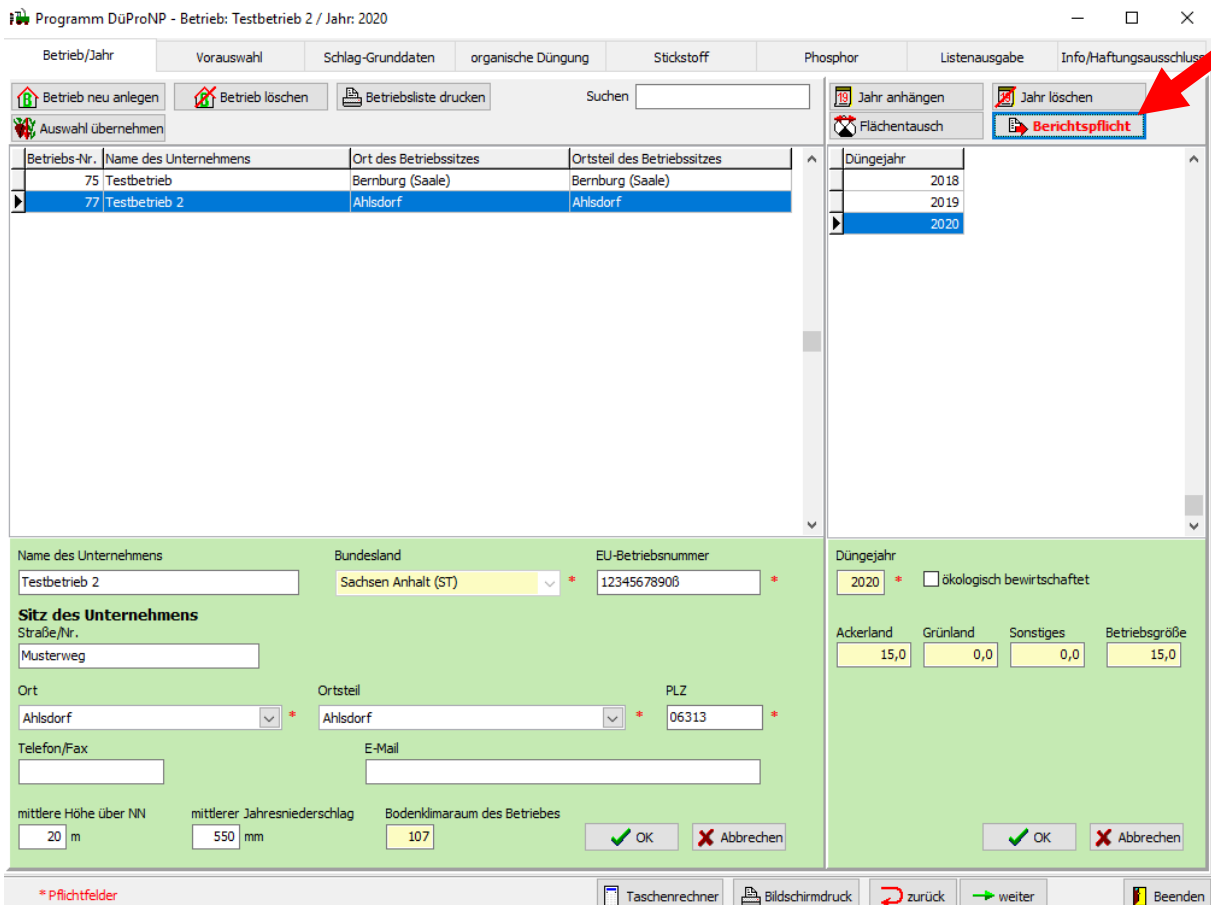 Programm DüProNP - Betrieb: Testbetrieb 2 / Jahr: 2020
Betrieb/Jahr Vorauswahl Schlag-Grunddaten organische Düngung Stickstoff Phosphor Listenausgabe Info/Haftungsausschluss
Betrieb neu anlegen Betrieb löschen Betriebsliste drucken Suchen 19 Jahr anhängen 19 Jahr löschen
Auswahl übernehmen Flächentausch Berichtspflicht
Betriebs-Nr. Name des Unternehmens Ort des Betriebssitzes Ortsteil des Betriebssitzes Düngejahr
75 Testbetrieb Bernburg (Saale) Bernburg (Saale) 2018
77 Testbetrieb 2 Ahlsdorf Ahlsdorf 2019
2020
Name des Unternehmens Bundesland EU-Betriebsnummer Düngejahr
Testbetrieb 2 Sachsen Anhalt (ST) * 1234567890ß * 2020 * ökologisch bewirtschaftet
Sitz des Unternehmens
Straße/Nr. Ackerland Grünland Sonstiges Betriebsgröße
Musterweg 15,0 0,0 0,0 15,0
Ort Ortsteil PLZ
Ahlsdorf * Ahlsdorf * 06313 *
Telefon/Fax E-Mail
mittlere Höhe über NN mittlerer Jahresniederschlag Bodenklimaraum des Betriebes
20 m 550 mm 107 OK Abbrechen OK Abbrechen
* Pflichtfelder Taschenrechner Bildschirmdruck zurück weiter Beenden